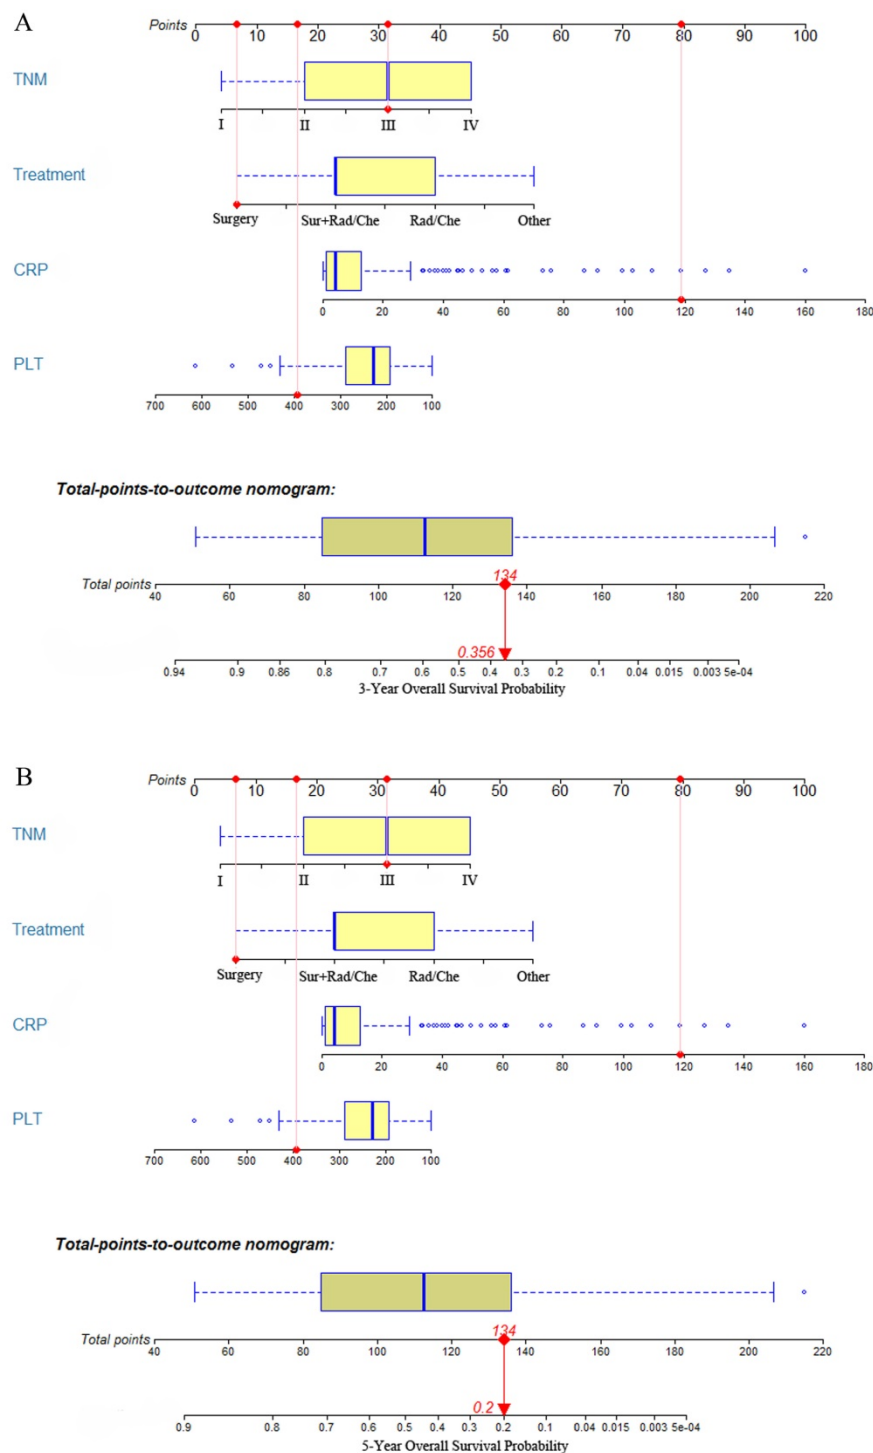 A
Points
0 10 20 30 40 50 60 70 80 90 100
TNM
I II III IV
Treatment
Surgery Sur+Rad/Che Rad/Che Other
CRP
0 20 40 60 80 100 120 140 160 180
PLT
700 600 500 400 300 200 100
Total-points-to-outcome nomogram:
134
Total points
40 60 80 100 120 140 160 180 200 220
0.356
0.94 0.9 0.86 0.8 0.7 0.6 0.5 0.4 0.3 0.2 0.1 0.04 0.015 0.003 5e-04
3-Year Overall Survival Probability
B
Points
0 10 20 30 40 50 60 70 80 90 100
TNM
I II III IV
Treatment
Surgery Sur+Rad/Che Rad/Che Other
CRP
0 20 40 60 80 100 120 140 160 180
PLT
700 600 500 400 300 200 100
Total-points-to-outcome nomogram:
134
Total points
40 60 80 100 120 140 160 180 200 220
0.2
0.9 0.8 0.7 0.6 0.5 0.4 0.3 0.2 0.1 0.04 0.015 0.003 5e-04
5-Year Overall Survival Probability